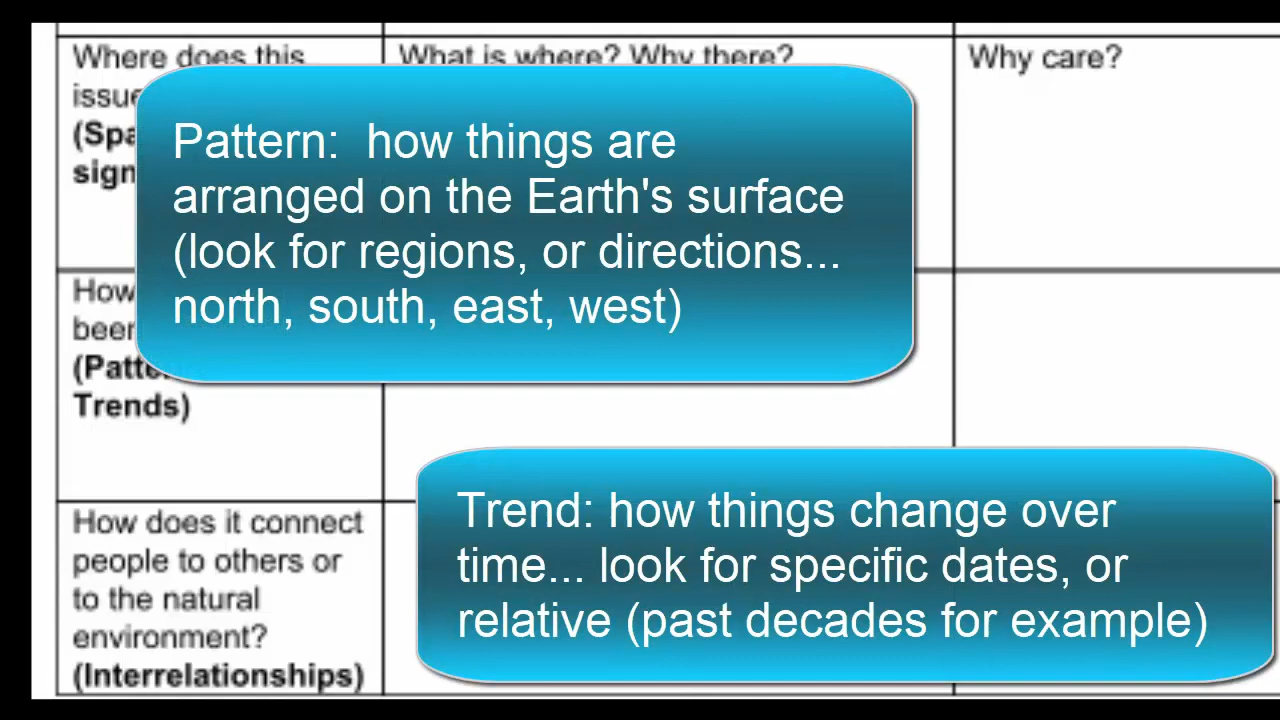 Where does this
What is where? Why there?
Why care?
Pattern: how things are
arranged on the Earth's surface
(look for regions, or directions...
north, south, east, west)
How
Trends)
Trend: how things change over
time... look for specific dates, or
relative (past decades for example)
How does it connect
people to others or
to the natural
environment?
(Interrelationships)